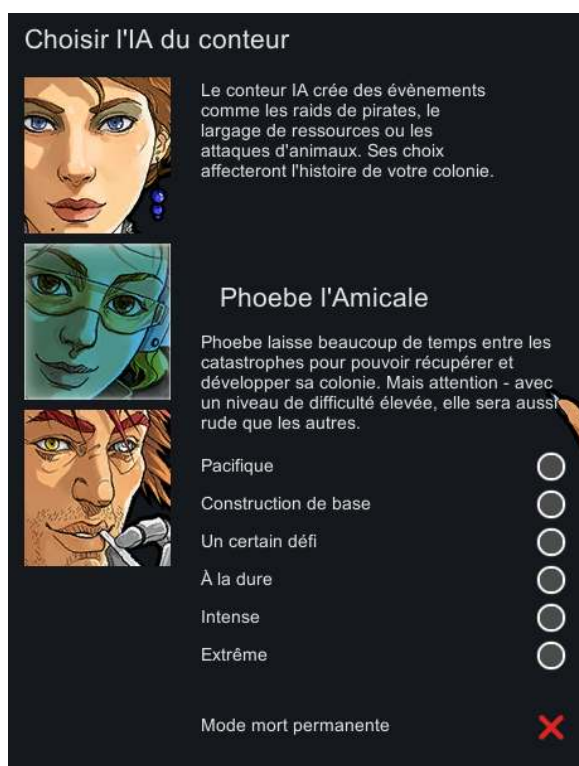 Choisir l'IA du conteur
Le conteur IA crée des évènements
comme les raids de pirates, le
largage de ressources ou les
attaques d'animaux. Ses choix
affecteront l'histoire de votre colonie.
Phoebe l'Amicale
Phoebe laisse beaucoup de temps entre les
catastrophes pour pouvoir récupérer et
développer sa colonie. Mais attention - avec
un niveau de difficulté élevée, elle sera aussi
rude que les autres.
Pacifique
Construction de base
Un certain défi
À la dure
Intense
Extrême
Mode mort permanente